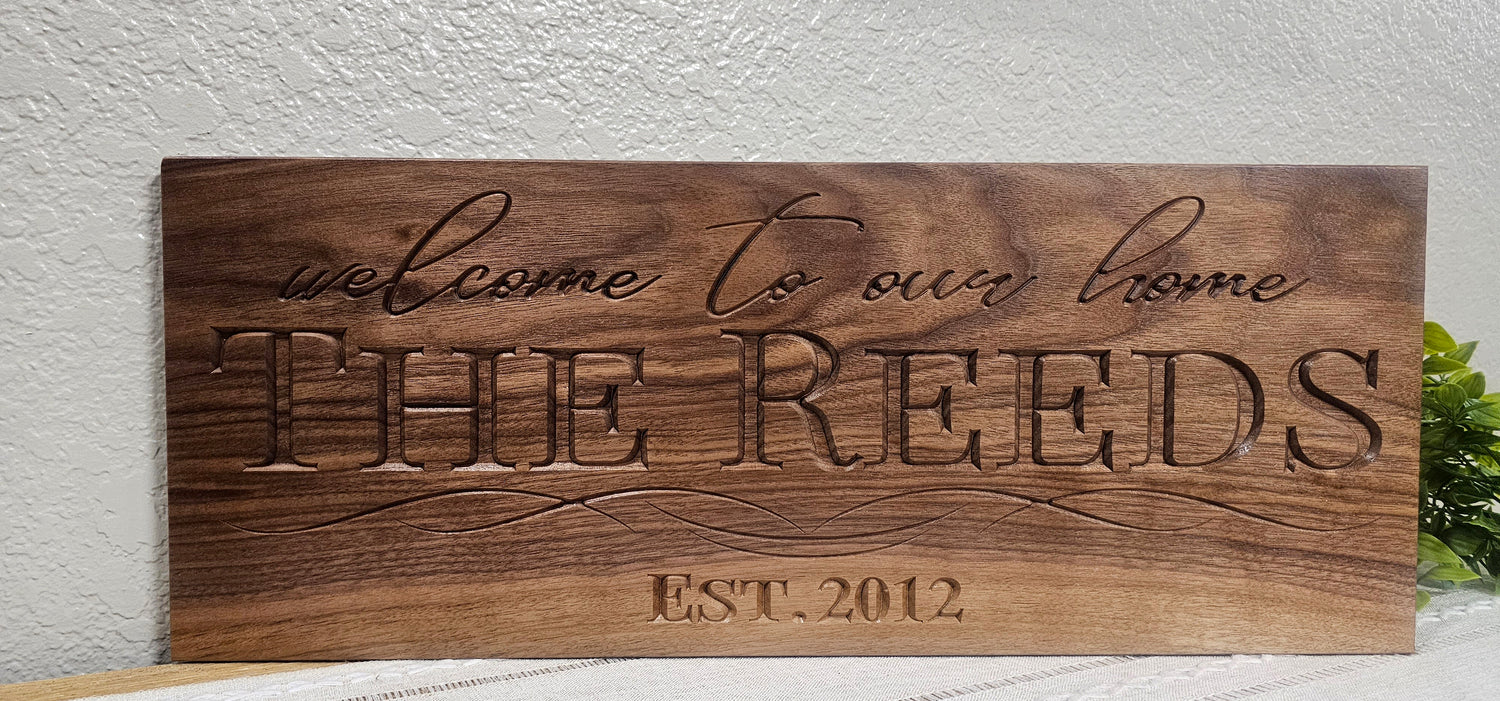 welcome to our home
THE REEDS
EST. 2012